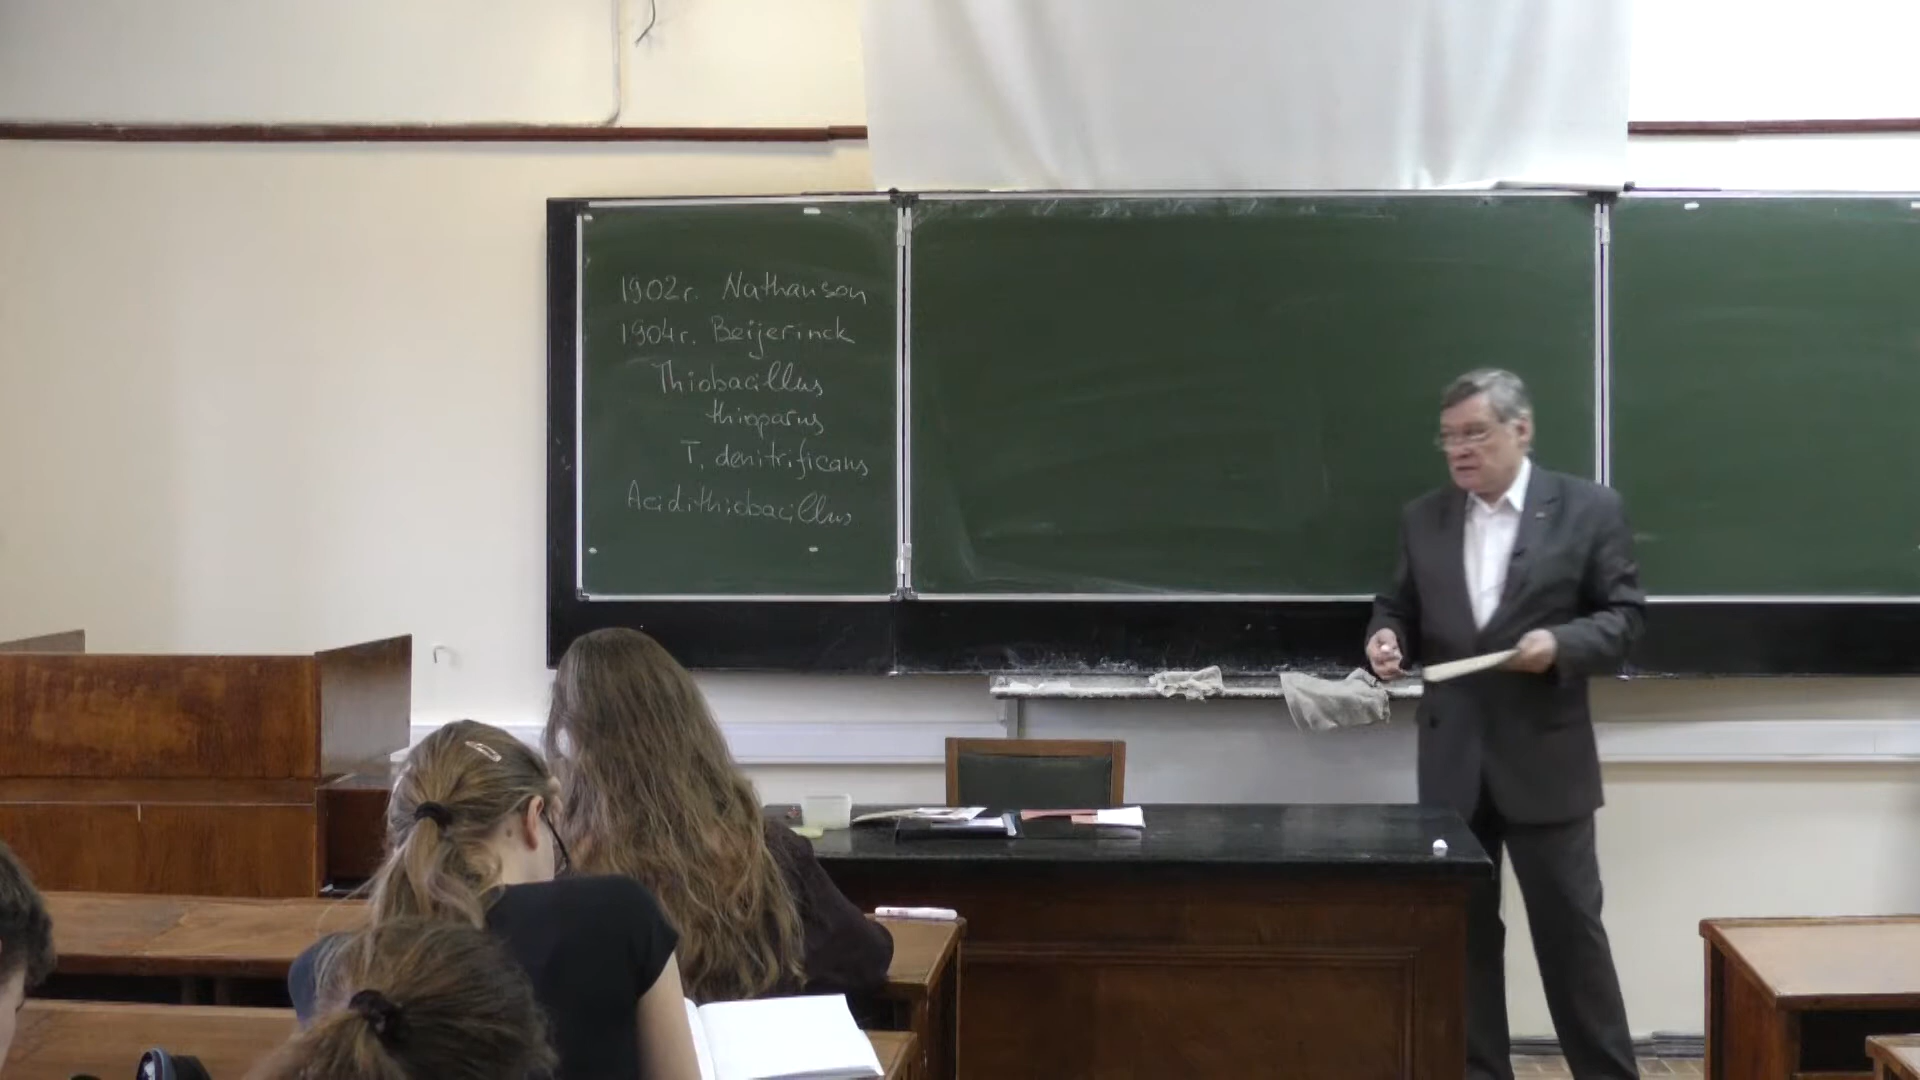 1902г. Nathanson
1904г. Beijerinck
Thiobacillus
thioparus
T. denitrificans
Acidithiobacillus